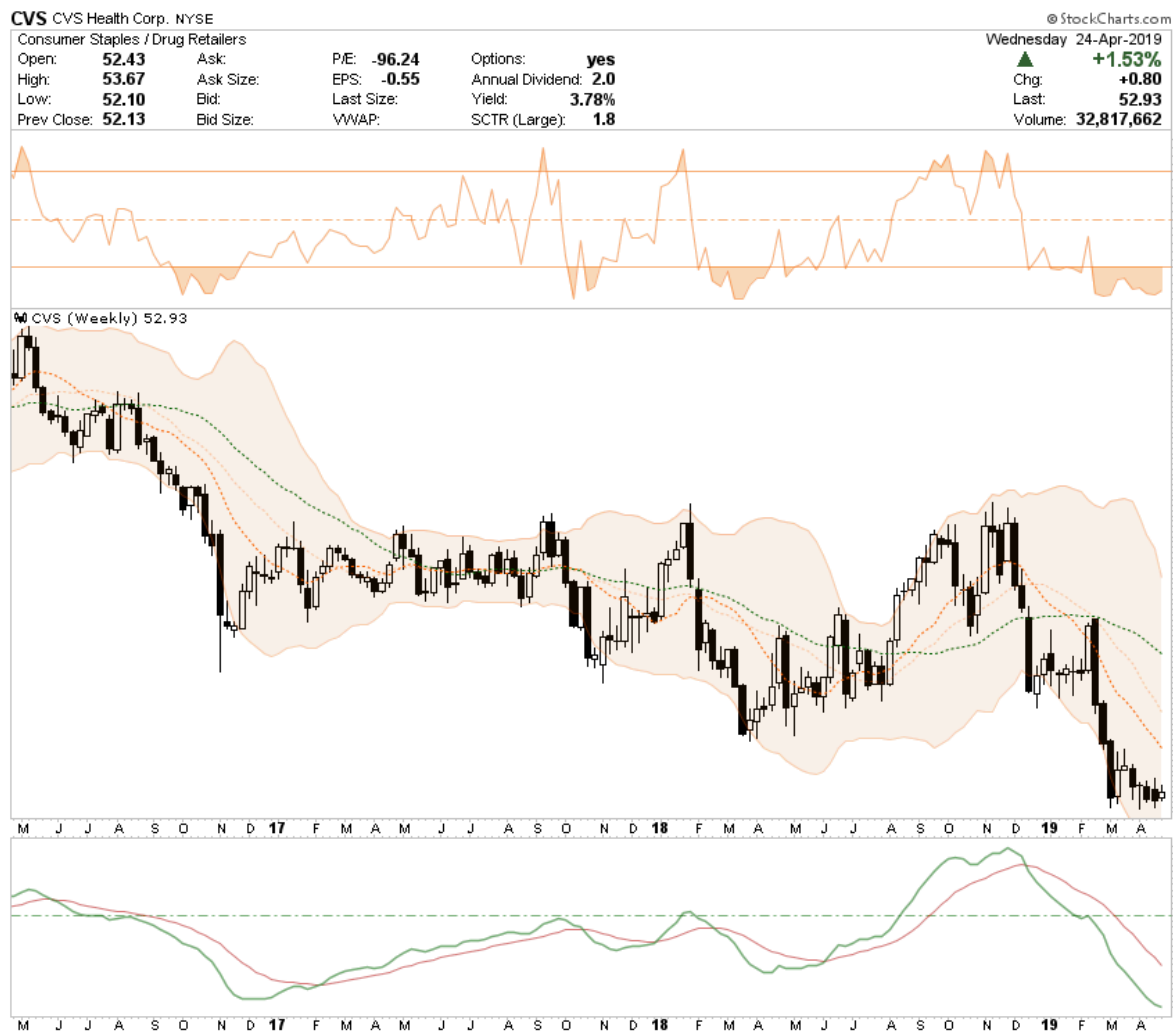 CVS CVS Health Corp. NYSE © StockCharts.com
Consumer Staples / Drug Retailers Wednesday 24-Apr-2019
Open: 52.43 Ask: P/E: -96.24 Options: yes +1.53%
High: 53.67 Ask Size: EPS: -0.55 Annual Dividend: 2.0 Chg: +0.80
Low: 52.10 Bid: Last Size: Yield: 3.78% Last: 52.93
Prev Close: 52.13 Bid Size: VWAP: SCTR (Large): 1.8 Volume: 32,817,662
CVS (Weekly) 52.93
M J J A S O N D 17 F M A M J J A S O N D 18 F M A M J J A S O N D 19 F M A
M J J A S O N D 17 F M A M J J A S O N D 18 F M A M J J A S O N D 19 F M A